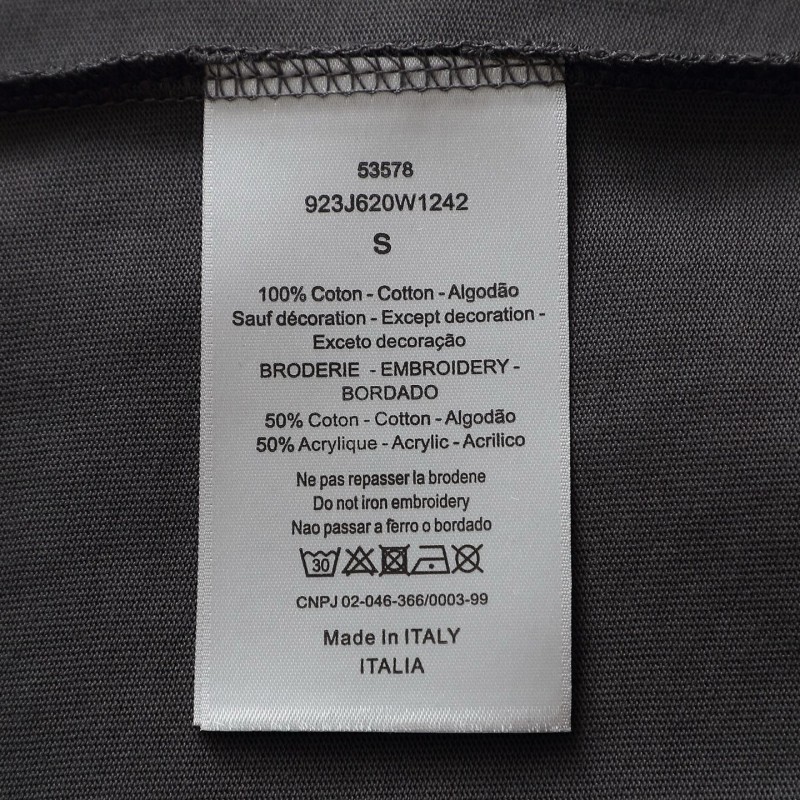 53578
923J620W1242
S
100% Coton - Cotton - Algodão
Sauf décoration - Except decoration -
Exceto decoração
BRODERIE - EMBROIDERY -
BORDADO
50% Coton - Cotton - Algodão
50% Acrylique - Acrylic - Acrilico
Ne pas repasser la brodene
Do not iron embroidery
Nao passar a ferro o bordado
30
CNPJ 02-046-366/0003-99
Made In ITALY
ITALIA